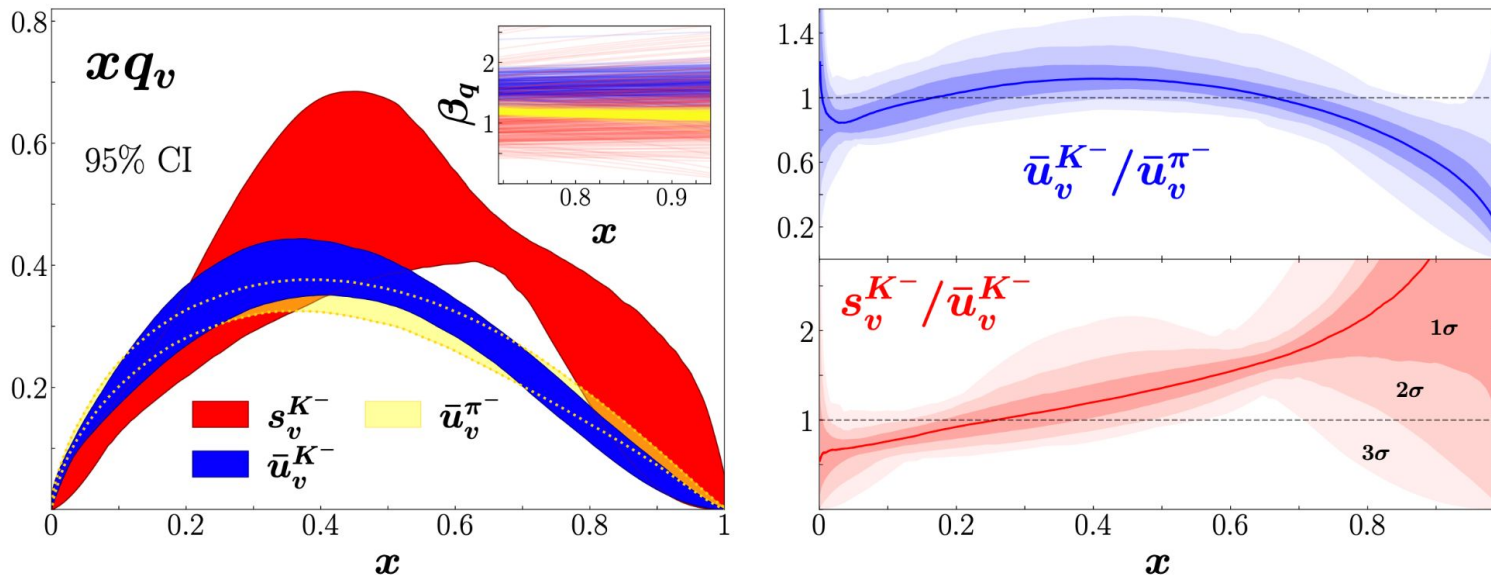 xq_v
95% CI
0.8
0.6
0.4
0.2
0
0.2
0.4
0.6
0.8
1
x
β_q
2
1
0.8
0.9
x
s_v^{K^-}
ū_v^{π^-}
ū_v^{K^-}
1.4
1
0.6
0.2
ū_v^{K^-}/ū_v^{π^-}
s_v^{K^-}/ū_v^{K^-}
2
1
1σ
2σ
3σ
0
0.2
0.4
0.6
0.8
x